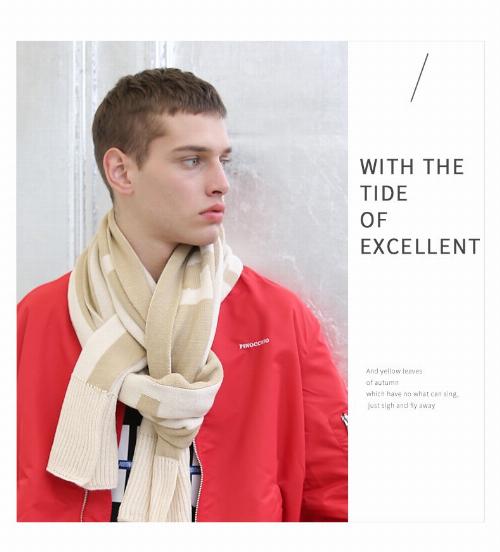 WITH THE
TIDE
OF
EXCELLENT
PINOCCHIO
And yellow leaves
of autumn
which have no what can sing,
just sigh and fly away